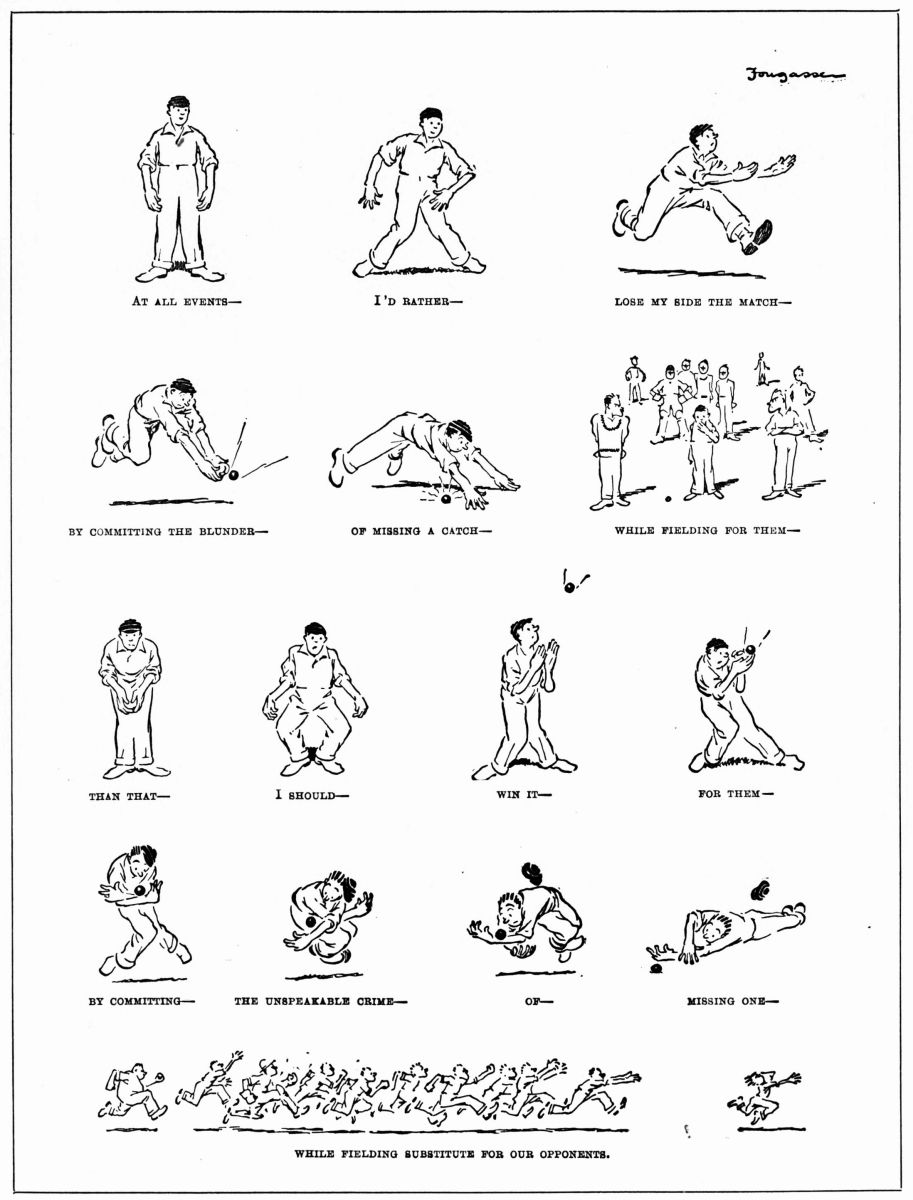 Fougasse
AT ALL EVENTS—
I'D RATHER—
LOSE MY SIDE THE MATCH—
BY COMMITTING THE BLUNDER—
OF MISSING A CATCH—
WHILE FIELDING FOR THEM—
THAN THAT—
I SHOULD—
WIN IT—
FOR THEM—
BY COMMITTING—
THE UNSPEAKABLE CRIME—
OF—
MISSING ONE—
WHILE FIELDING SUBSTITUTE FOR OUR OPPONENTS.